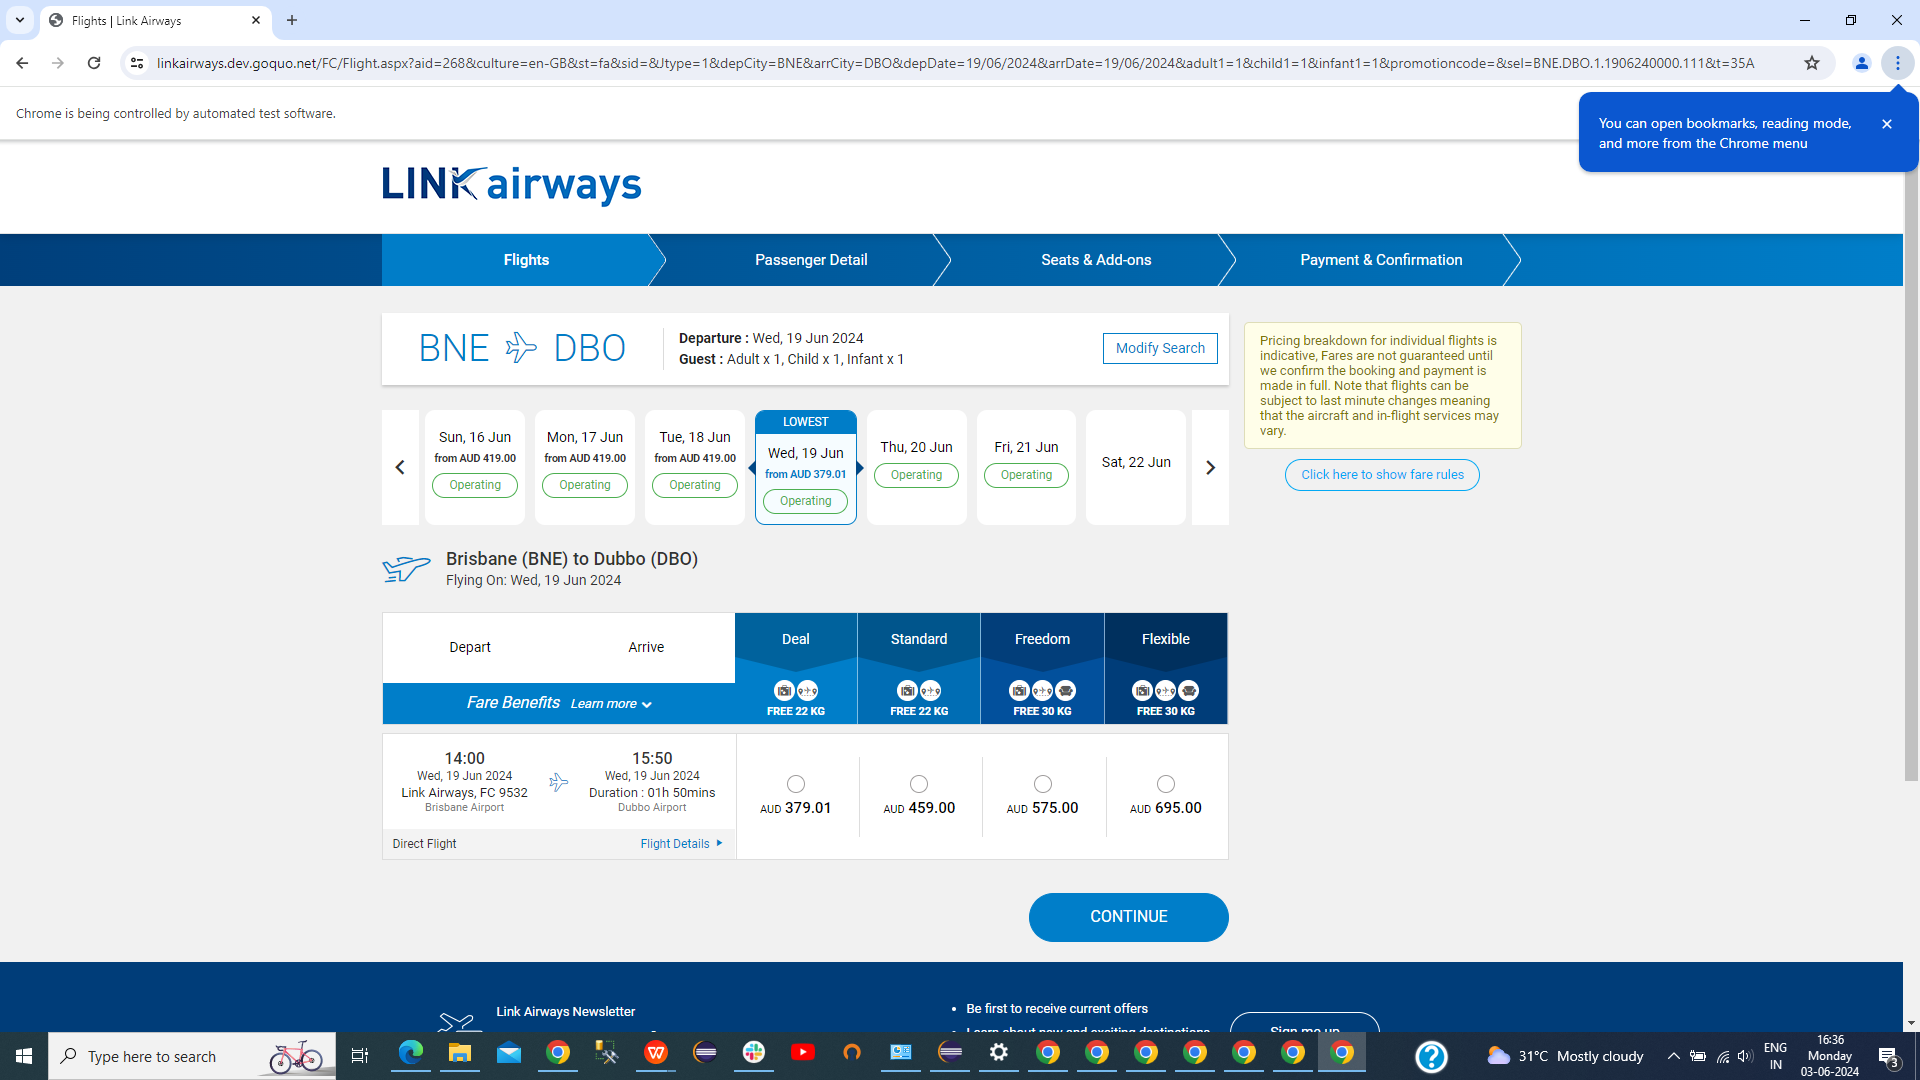 Flights | Link Airways
linkairways.dev.goquo.net/FC/Flight.aspx?aid=268&culture=en-GB&st=fa&sid=&Jtype=1&depCity=BNE&arrCity=DBO&depDate=19/06/2024&arrDate=19/06/2024&adult1=1&child1=1&infant1=1&promotioncode=&sel=BNE.DBO.1.1906240000.111&t=35A
Chrome is being controlled by automated test software.
You can open bookmarks, reading mode,
and more from the Chrome menu
LINK airways
Flights
Passenger Detail
Seats & Add-ons
Payment & Confirmation
BNE DBO
Departure : Wed, 19 Jun 2024
Guest : Adult x 1, Child x 1, Infant x 1
Modify Search
Pricing breakdown for individual flights is
indicative, Fares are not guaranteed until
we confirm the booking and payment is
made in full. Note that flights can be
subject to last minute changes meaning
that the aircraft and in-flight services may
vary.
Click here to show fare rules
Sun, 16 Jun
from AUD 419.00
Operating
Mon, 17 Jun
from AUD 419.00
Operating
Tue, 18 Jun
from AUD 419.00
Operating
LOWEST
Wed, 19 Jun
from AUD 379.01
Operating
Thu, 20 Jun
Operating
Fri, 21 Jun
Operating
Sat, 22 Jun
Brisbane (BNE) to Dubbo (DBO)
Flying On: Wed, 19 Jun 2024
Depart Arrive
Deal Standard Freedom Flexible
Fare Benefits Learn more
FREE 22 KG FREE 22 KG FREE 30 KG FREE 30 KG
14:00
Wed, 19 Jun 2024
Link Airways, FC 9532
Brisbane Airport
15:50
Wed, 19 Jun 2024
Duration : 01h 50mins
Dubbo Airport
AUD 379.01 AUD 459.00 AUD 575.00 AUD 695.00
Direct Flight
Flight Details
CONTINUE
Link Airways Newsletter
• Be first to receive current offers
• Learn about new and exciting destinations
Sign me up
Type here to search
31°C Mostly cloudy
ENG
IN
16:36
Monday
03-06-2024
3